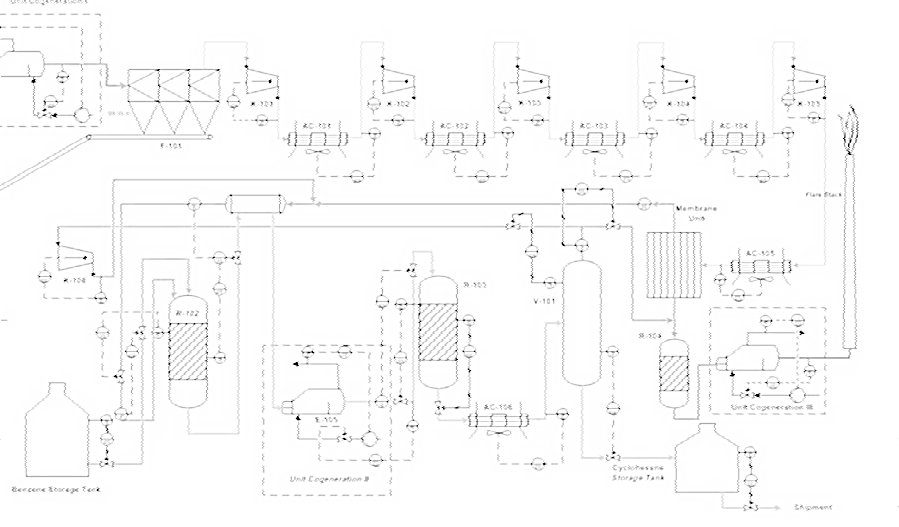 Unit Cogeneration I
K-101
K-102
K-103
K-104
K-105
AC-101
AC-102
AC-103
AC-104
F-101
Flare Stack
Membrane
Unit
K-106
AC-105
R-102
R-103
V-101
R-104
E-105
AC-106
Unit Cogeneration III
Unit Cogeneration II
Cyclohexane
Storage Tank
Benzene Storage Tank
Shipment